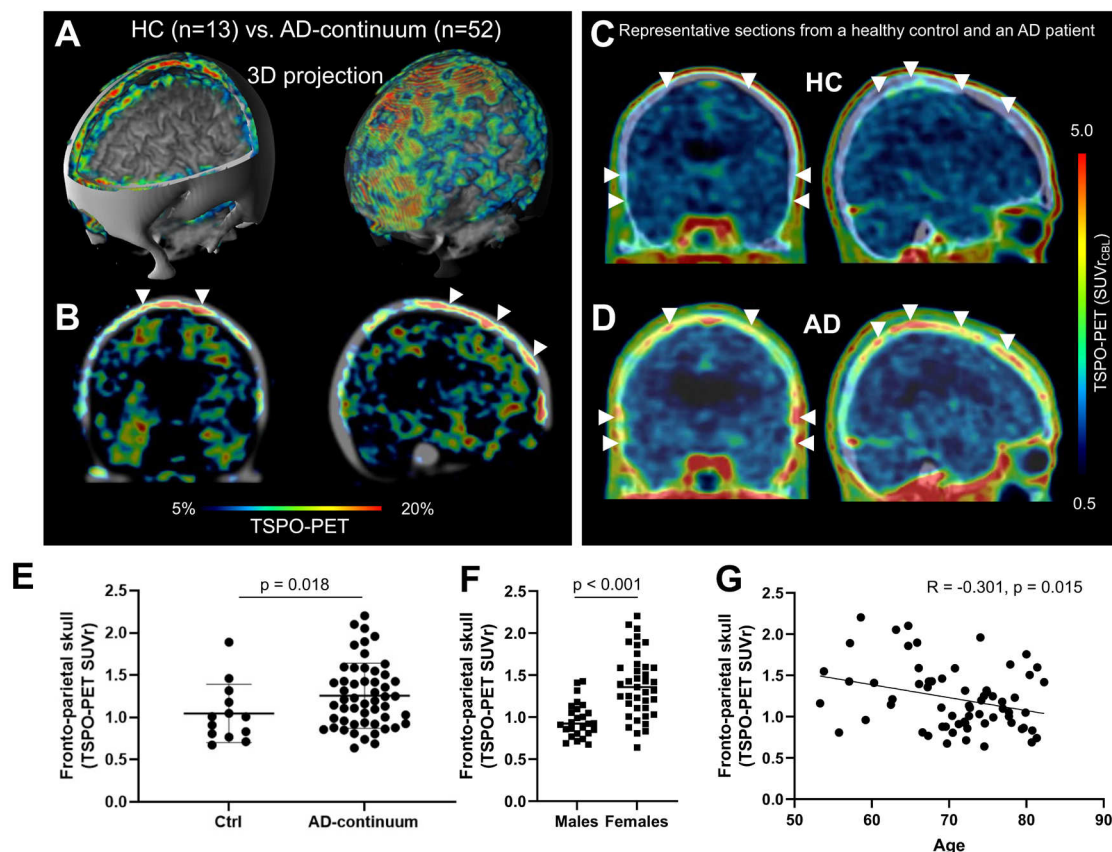 A
HC (n=13) vs. AD-continuum (n=52)
3D projection
B
5%
20%
TSPO-PET
C
Representative sections from a healthy control and an AD patient
HC
D
AD
5.0
TSPO-PET (SUVr_CBL)
0.5
E
p = 0.018
Fronto-parietal skull
(TSPO-PET SUVr)
2.5
2.0
1.5
1.0
0.5
0.0
Ctrl
AD-continuum
F
p < 0.001
Fronto-parietal skull
(TSPO-PET SUVr)
2.5
2.0
1.5
1.0
0.5
0.0
Males Females
G
R = -0.301, p = 0.015
Fronto-parietal skull
(TSPO-PET SUVr)
2.5
2.0
1.5
1.0
0.5
0.0
50 60 70 80 90
Age